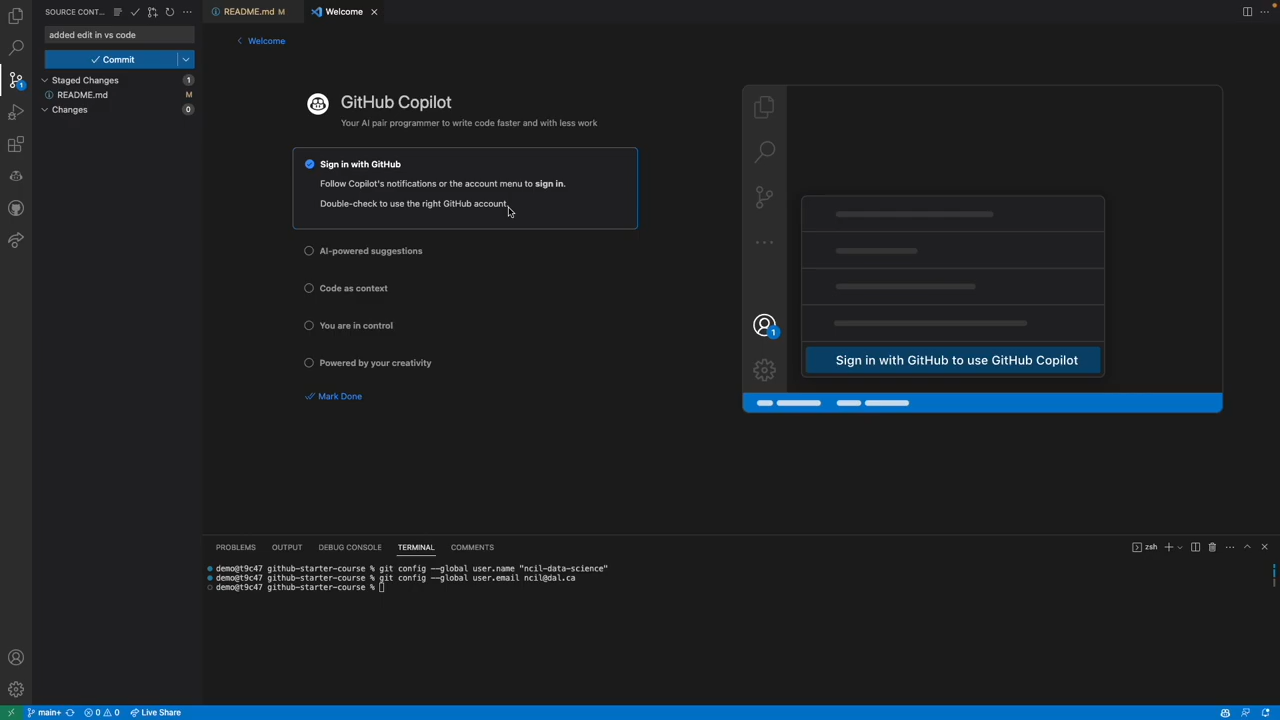 SOURCE CONT...
README.md M
Welcome
added edit in vs code
Commit
Staged Changes 1
README.md M
Changes 0
1
Welcome
GitHub Copilot
Your AI pair programmer to write code faster and with less work
Sign in with GitHub
Follow Copilot's notifications or the account menu to sign in.
Double-check to use the right GitHub account.
AI-powered suggestions
Code as context
You are in control
Powered by your creativity
Mark Done
1
Sign in with GitHub to use GitHub Copilot
PROBLEMS OUTPUT DEBUG CONSOLE TERMINAL COMMENTS
zsh
demo@t9c47 github-starter-course % git config --global user.name "ncil-data-science"
demo@t9c47 github-starter-course % git config --global user.email ncil@dal.ca
demo@t9c47 github-starter-course %
main+ 0 0 Live Share